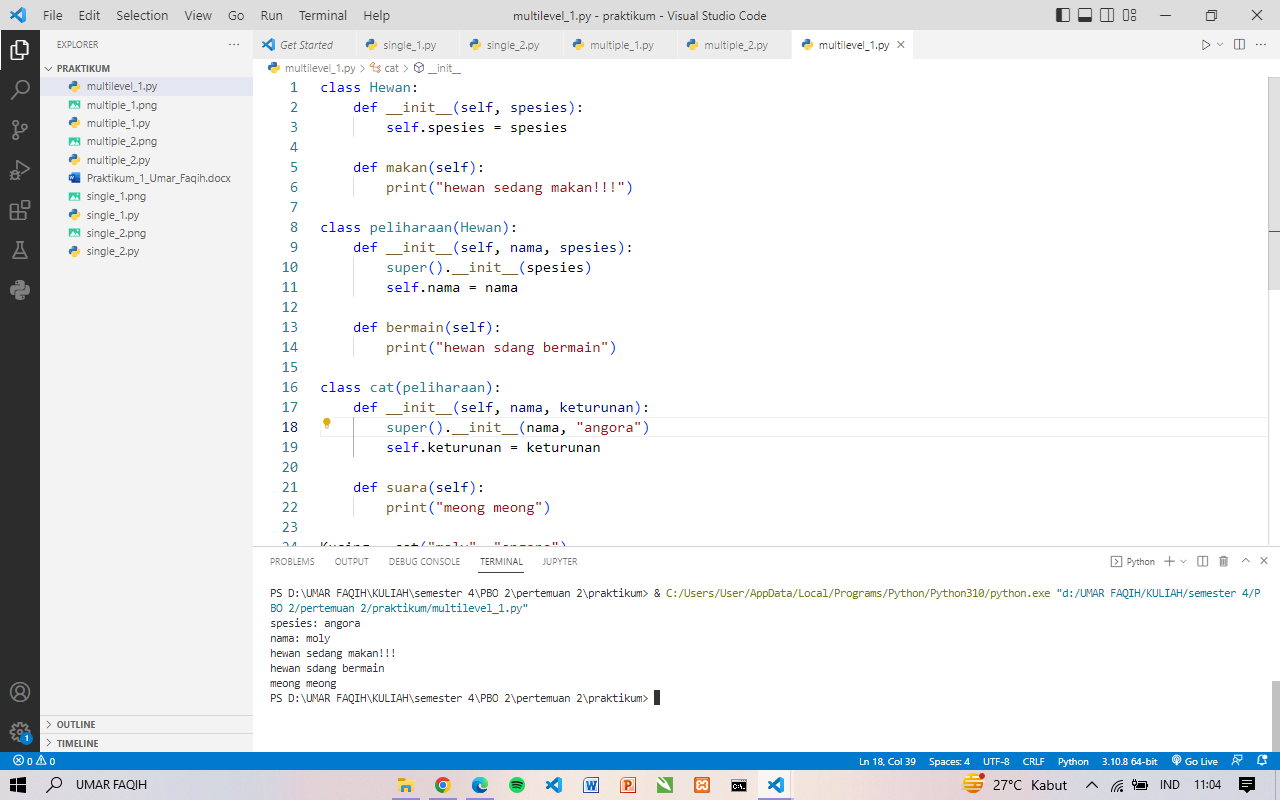 File Edit Selection View Go Run Terminal Help multilevel_1.py - praktikum - Visual Studio Code
EXPLORER ...
PRAKTIKUM
multilevel_1.py
multiple_1.png
multiple_1.py
multiple_2.png
multiple_2.py
Praktikum_1_Umar_Faqih.docx
single_1.png
single_1.py
single_2.png
single_2.py
OUTLINE
TIMELINE
Get Started single_1.py single_2.py multiple_1.py multiple_2.py multilevel_1.py
multilevel_1.py > cat > __init__
1 class Hewan:
2 def __init__(self, spesies):
3 self.spesies = spesies
4
5 def makan(self):
6 print("hewan sedang makan!!!")
7
8 class peliharaan(Hewan):
9 def __init__(self, nama, spesies):
10 super().__init__(spesies)
11 self.nama = nama
12
13 def bermain(self):
14 print("hewan sdang bermain")
15
16 class cat(peliharaan):
17 def __init__(self, nama, keturunan):
18 super().__init__(nama, "angora")
19 self.keturunan = keturunan
20
21 def suara(self):
22 print("meong meong")
23
24 Kucing = cat("moly", "angora")
PROBLEMS OUTPUT DEBUG CONSOLE TERMINAL JUPYTER Python
PS D:\UMAR FAQIH\KULIAH\semester 4\PBO 2\pertemuan 2\praktikum> & C:/Users/User/AppData/Local/Programs/Python/Python310/python.exe "d:/UMAR FAQIH/KULIAH/semester 4/P
BO 2/pertemuan 2/praktikum/multilevel_1.py"
spesies: angora
nama: moly
hewan sedang makan!!!
hewan sdang bermain
meong meong
PS D:\UMAR FAQIH\KULIAH\semester 4\PBO 2\pertemuan 2\praktikum>
1
0 0 Ln 18, Col 39 Spaces: 4 UTF-8 CRLF Python 3.10.8 64-bit Go Live
UMAR FAQIH 27°C Kabut IND 11:04